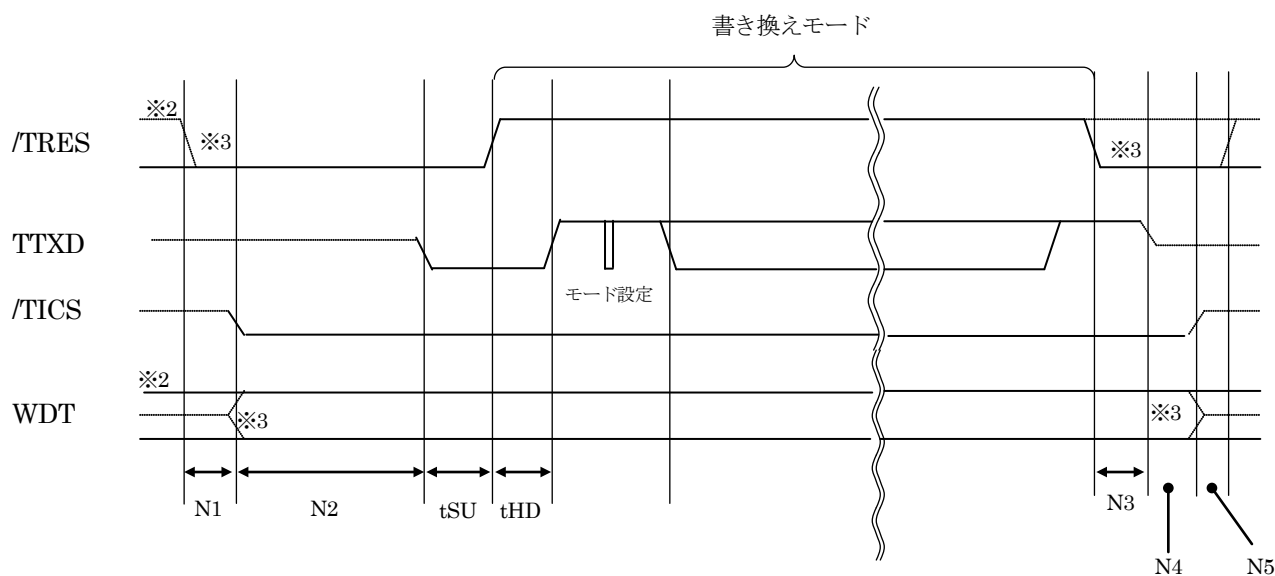 書き換えモード
※2
※3
※3
/TRES
TTXD
モード設定
/TICS
※2
WDT
※3
※3
N1
N2
tSU
tHD
N3
N4
N5